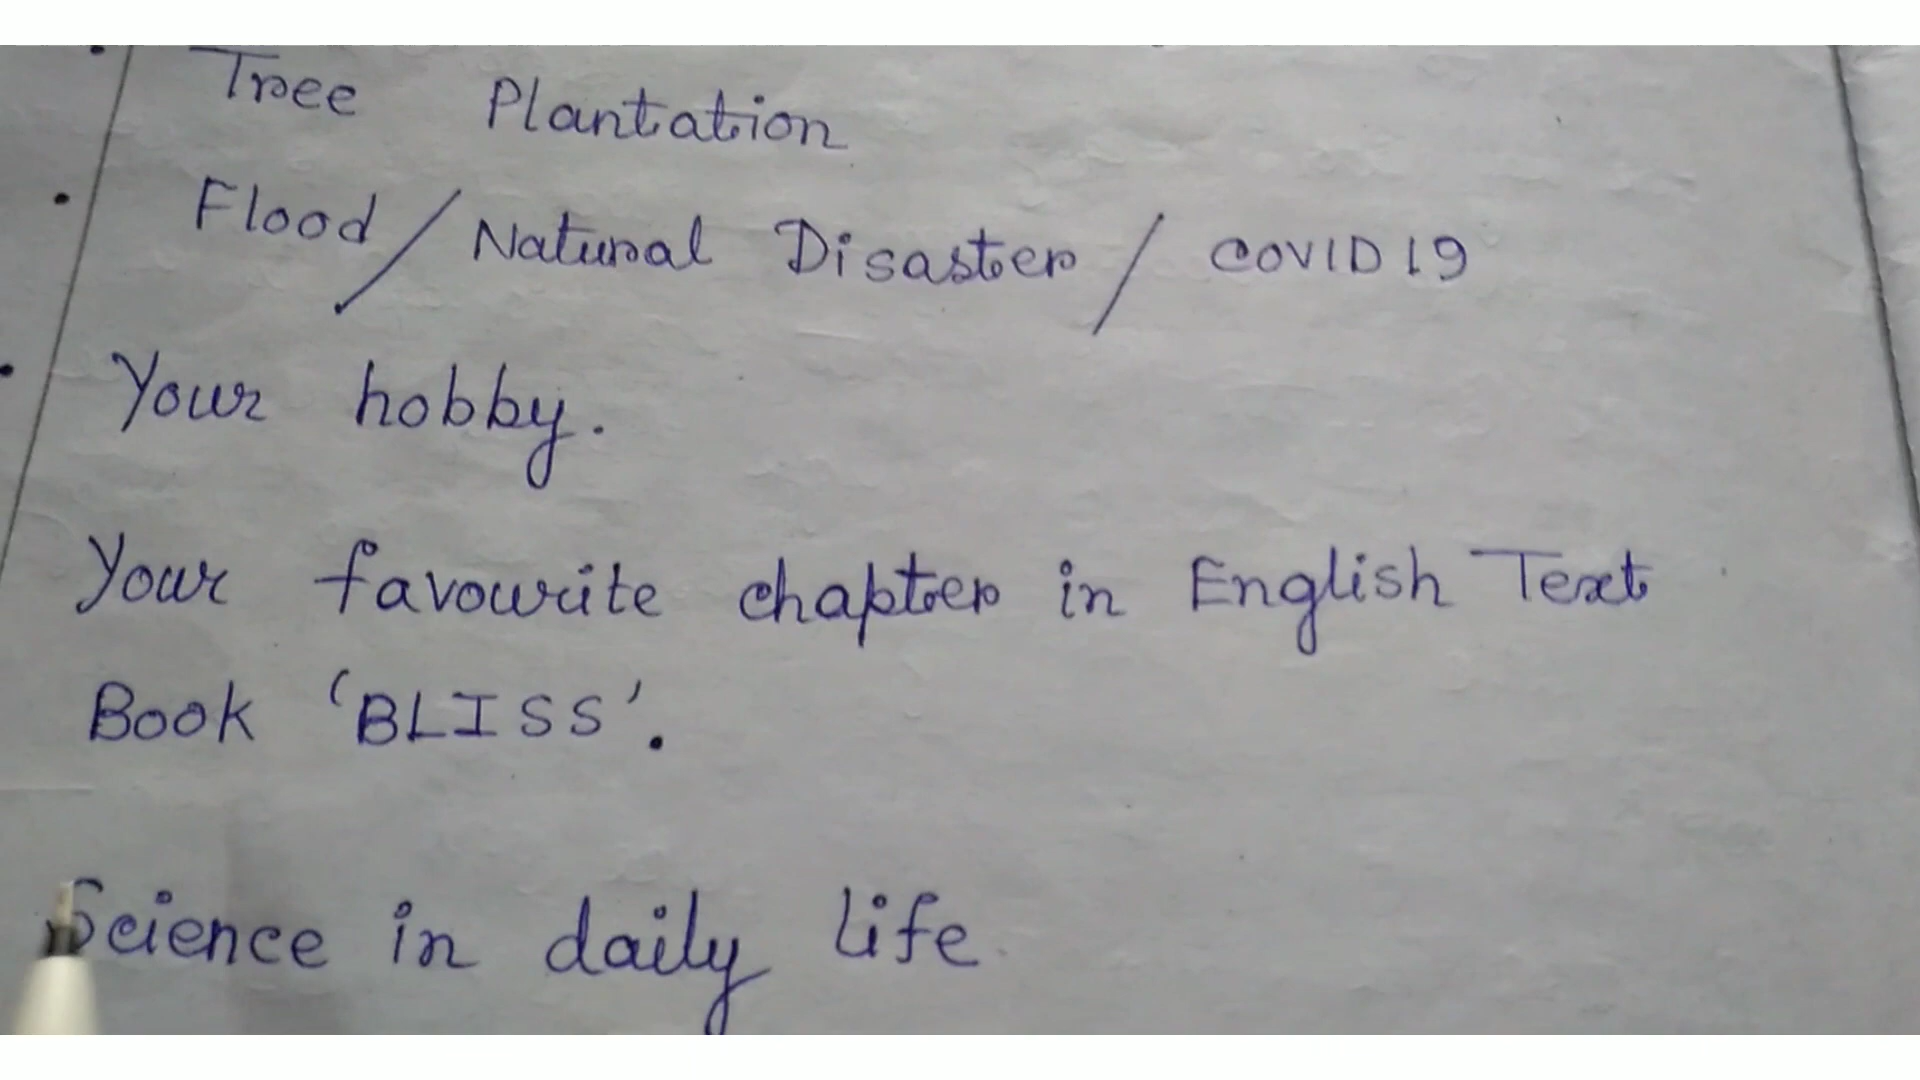 Tree Plantation
Flood / Natural Disaster / COVID 19
Your hobby.
Your favourite chapter in English Text
Book 'BLISS'.
Science in daily life